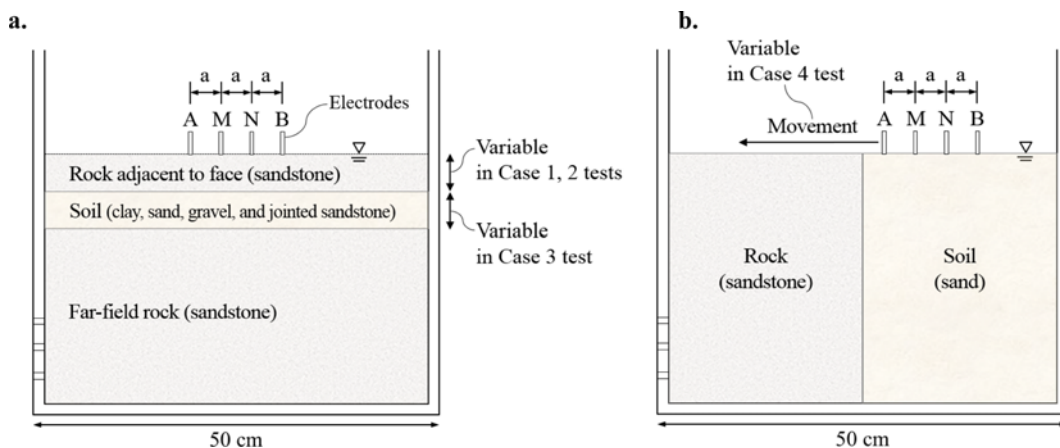 a.
a a a
Electrodes
A M N B
Rock adjacent to face (sandstone)
Variable
in Case 1, 2 tests
Soil (clay, sand, gravel, and jointed sandstone)
Variable
in Case 3 test
Far-field rock (sandstone)
50 cm
b.
Variable
in Case 4 test
a a a
Movement
A M N B
Rock
(sandstone)
Soil
(sand)
50 cm